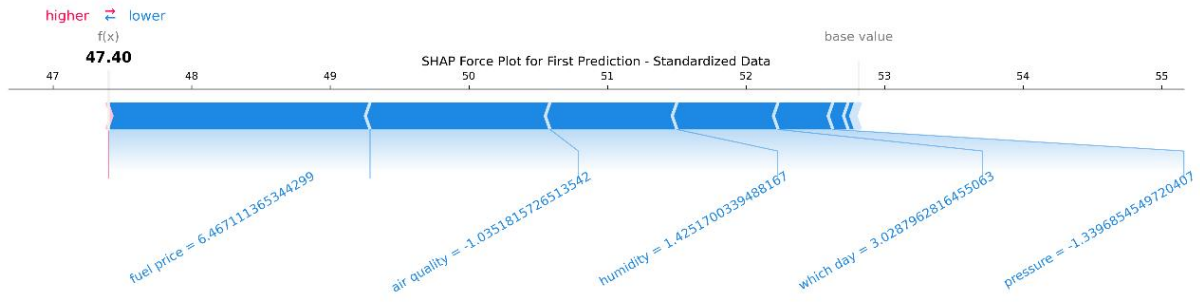 higher ⇄ lower
f(x)
base value
47.40
SHAP Force Plot for First Prediction - Standardized Data
47 48 49 50 51 52 53 54 55
fuel price = 6.467111365344299
air quality = -1.0351815726513542
humidity = 1.4251700339488167
which day = 3.0287962816455063
pressure = -1.3396854549720407